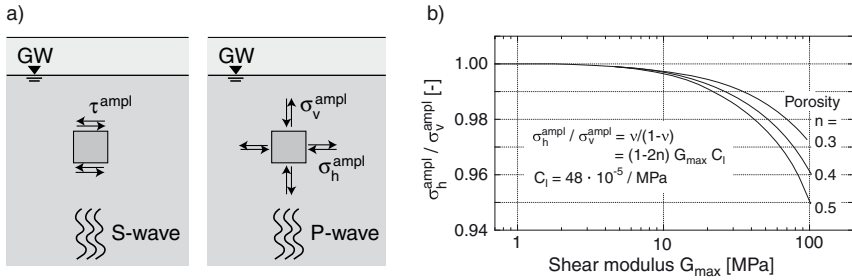 a)
GW
τ^ampl
S-wave
GW
σ_v^ampl
σ_h^ampl
P-wave
b)
σ_h^ampl / σ_v^ampl [-]
1.00
0.98
0.96
0.94
Porosity
n =
0.3
0.4
0.5
σ_h^ampl / σ_v^ampl = ν/(1-ν)
= (1-2n) G_max C_l
C_l = 48 · 10^-5 / MPa
1
10
100
Shear modulus G_max [MPa]